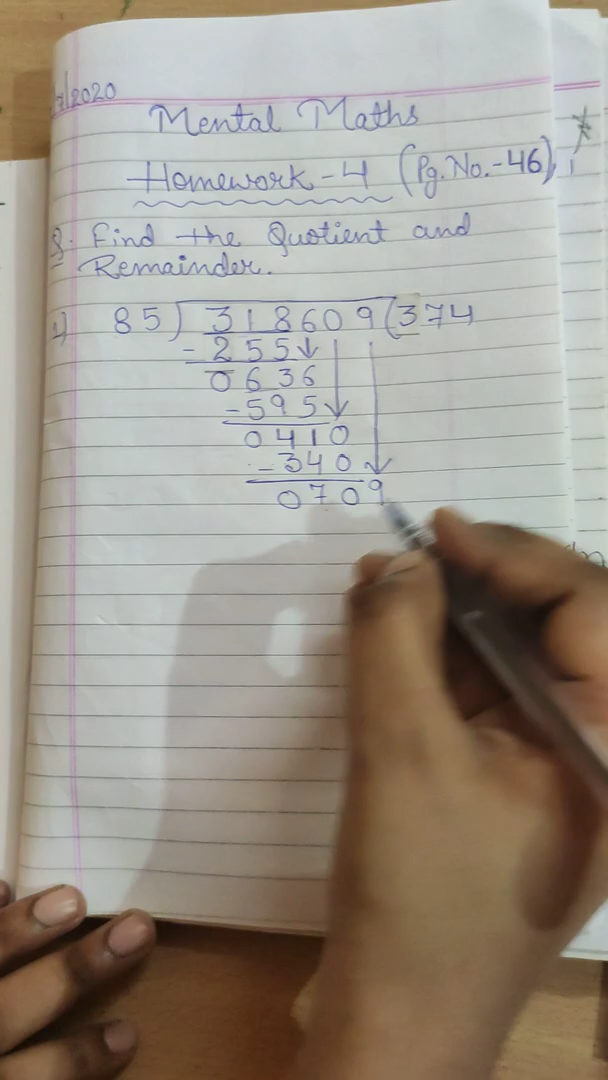 7/2020
Mental Maths
Homework-4 (Pg. No.-46)
Q. Find the Quotient and
Remainder.
1) 85) 318609 (374
- 255↓
0636
-595
0410
-340
0709